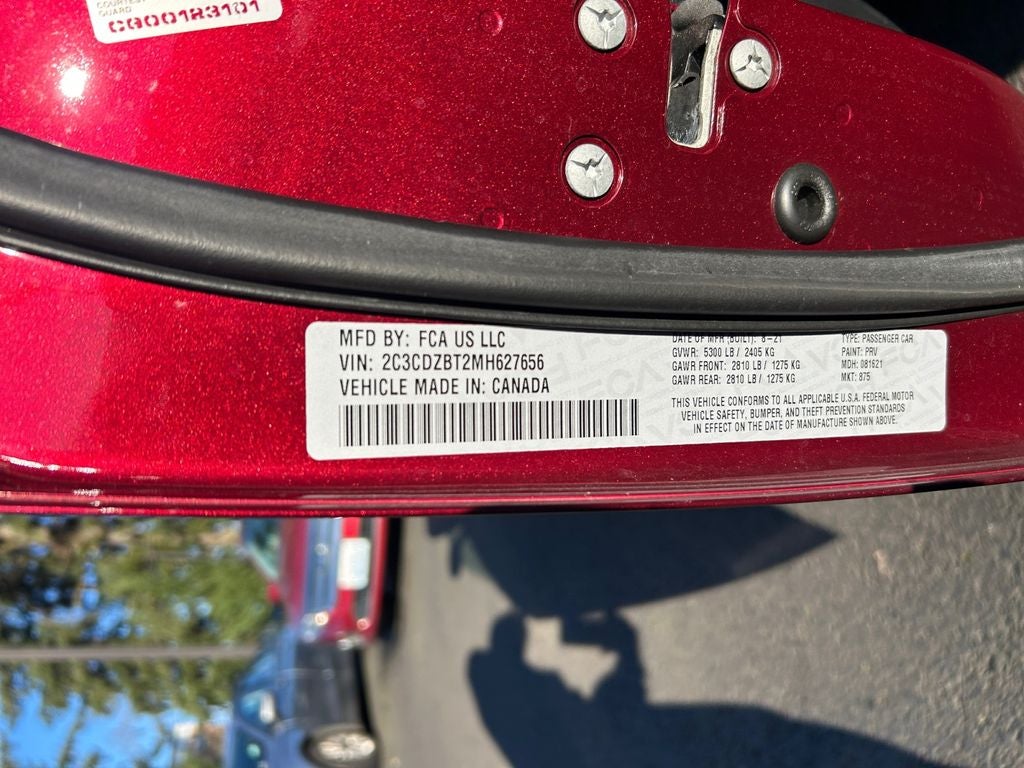 GUARD
CG00183101
MFD BY: FCA US LLC
VIN: 2C3CDZBT2MH627656
VEHICLE MADE IN: CANADA
DATE OF MFR (BUILT): 8-21
GVWR: 5300 LB / 2405 KG
GAWR FRONT: 2810 LB / 1275 KG
GAWR REAR: 2810 LB / 1275 KG
TYPE: PASSENGER CAR
PAINT: PRV
MDH: 081621
MKT: 875
THIS VEHICLE CONFORMS TO ALL APPLICABLE U.S.A. FEDERAL MOTOR
VEHICLE SAFETY, BUMPER, AND THEFT PREVENTION STANDARDS
IN EFFECT ON THE DATE OF MANUFACTURE SHOWN ABOVE.